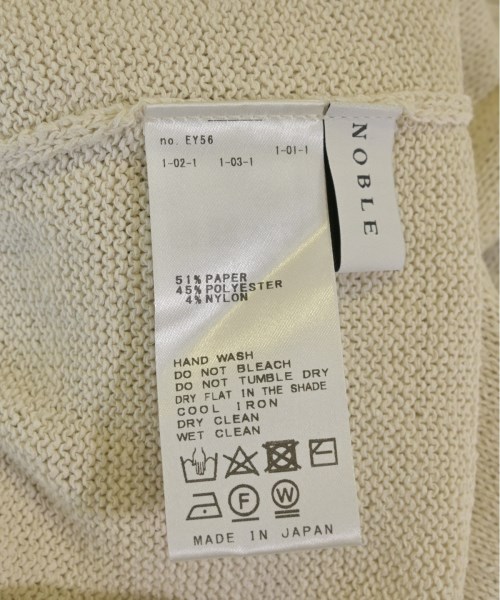 no. EY56
1-01-1
1-02-1 1-03-1
NOBLE
51% PAPER
45% POLYESTER
4% NYLON
HAND WASH
DO NOT BLEACH
DO NOT TUMBLE DRY
DRY FLAT IN THE SHADE
COOL IRON
DRY CLEAN
WET CLEAN
F W
MADE IN JAPAN